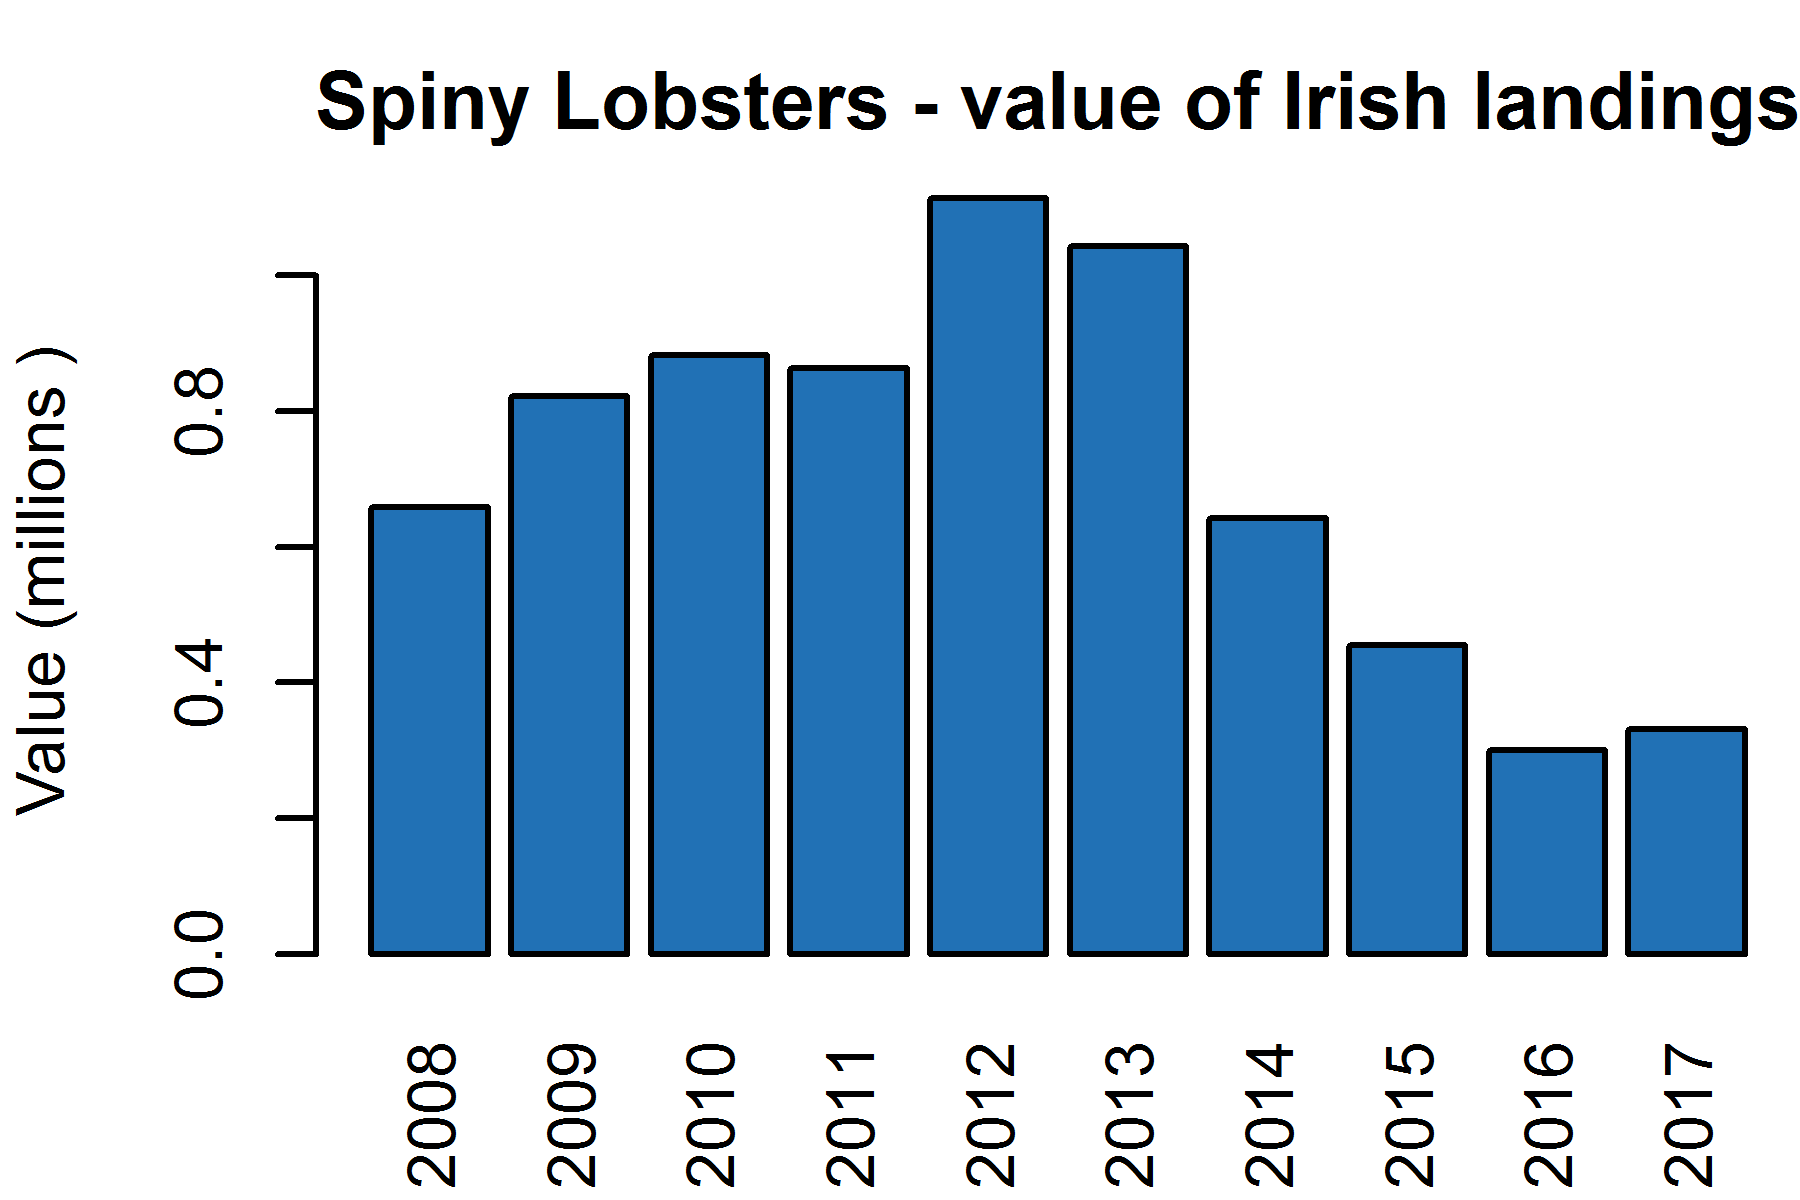 Spiny Lobsters - value of Irish landings
Value (millions )
0.8
0.4
0.0
2008 2009 2010 2011 2012 2013 2014 2015 2016 2017